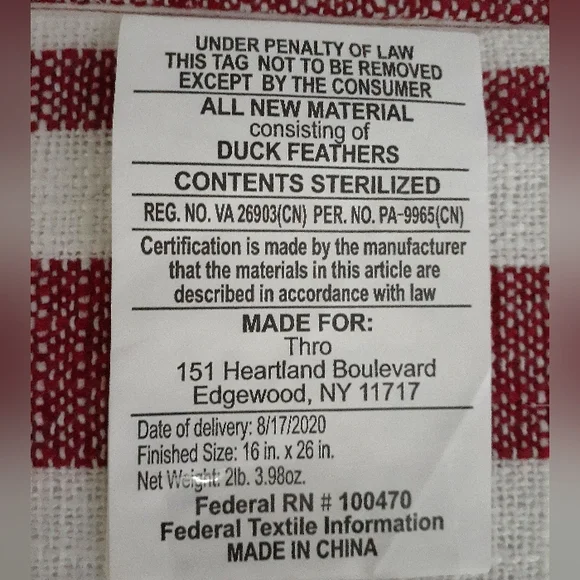 UNDER PENALTY OF LAW
THIS TAG NOT TO BE REMOVED
EXCEPT BY THE CONSUMER
ALL NEW MATERIAL
consisting of
DUCK FEATHERS
CONTENTS STERILIZED
REG. NO. VA 26903(CN) PER. NO. PA-9965(CN)
Certification is made by the manufacturer
that the materials in this article are
described in accordance with law
MADE FOR:
Thro
151 Heartland Boulevard
Edgewood, NY 11717
Date of delivery: 8/17/2020
Finished Size: 16 in. x 26 in.
Net Weight: 2lb. 3.98oz.
Federal RN # 100470
Federal Textile Information
MADE IN CHINA